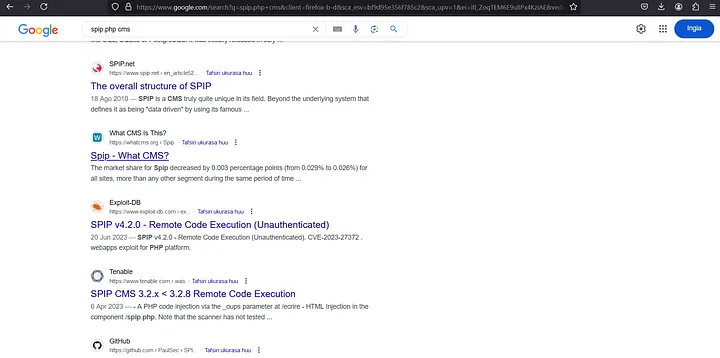 https://www.google.com/search?q=spip.php+cms&client=firefox-b-d&sca_esv=bf9d95e356f785c2&sca_upv=1&ei=itl_Zoq7EM6E9u8Px4KziAE&ved
Google
spip.php cms
Ingia
SPIP.net
https://www.spip.net › en_article52... · Tafsiri ukurasa huu
The overall structure of SPIP
18 Ago 2010 — SPIP is a CMS truly quite unique in its field. Beyond the underlying system that
defines it as being "data driven" by using its famous ...
What CMS Is This?
https://whatcms.org › Spip · Tafsiri ukurasa huu
Spip - What CMS?
The market share for Spip decreased by 0.003 percentage points (from 0.029% to 0.026%) for
all sites, more than any other segment during the same period of time ...
Exploit-DB
https://www.exploit-db.com › ex... · Tafsiri ukurasa huu
SPIP v4.2.0 - Remote Code Execution (Unauthenticated)
20 Jun 2023 — SPIP v4.2.0 - Remote Code Execution (Unauthenticated). CVE-2023-27372 .
webapps exploit for PHP platform.
Tenable
https://www.tenable.com › was · Tafsiri ukurasa huu
SPIP CMS 3.2.x < 3.2.8 Remote Code Execution
6 Apr 2023 — - A PHP code injection via the _oups parameter at /ecrire - HTML Injection in the
component /spip.php. Note that the scanner has not tested ...
GitHub
https://github.com › PaulSec › SPI... · Tafsiri ukurasa huu